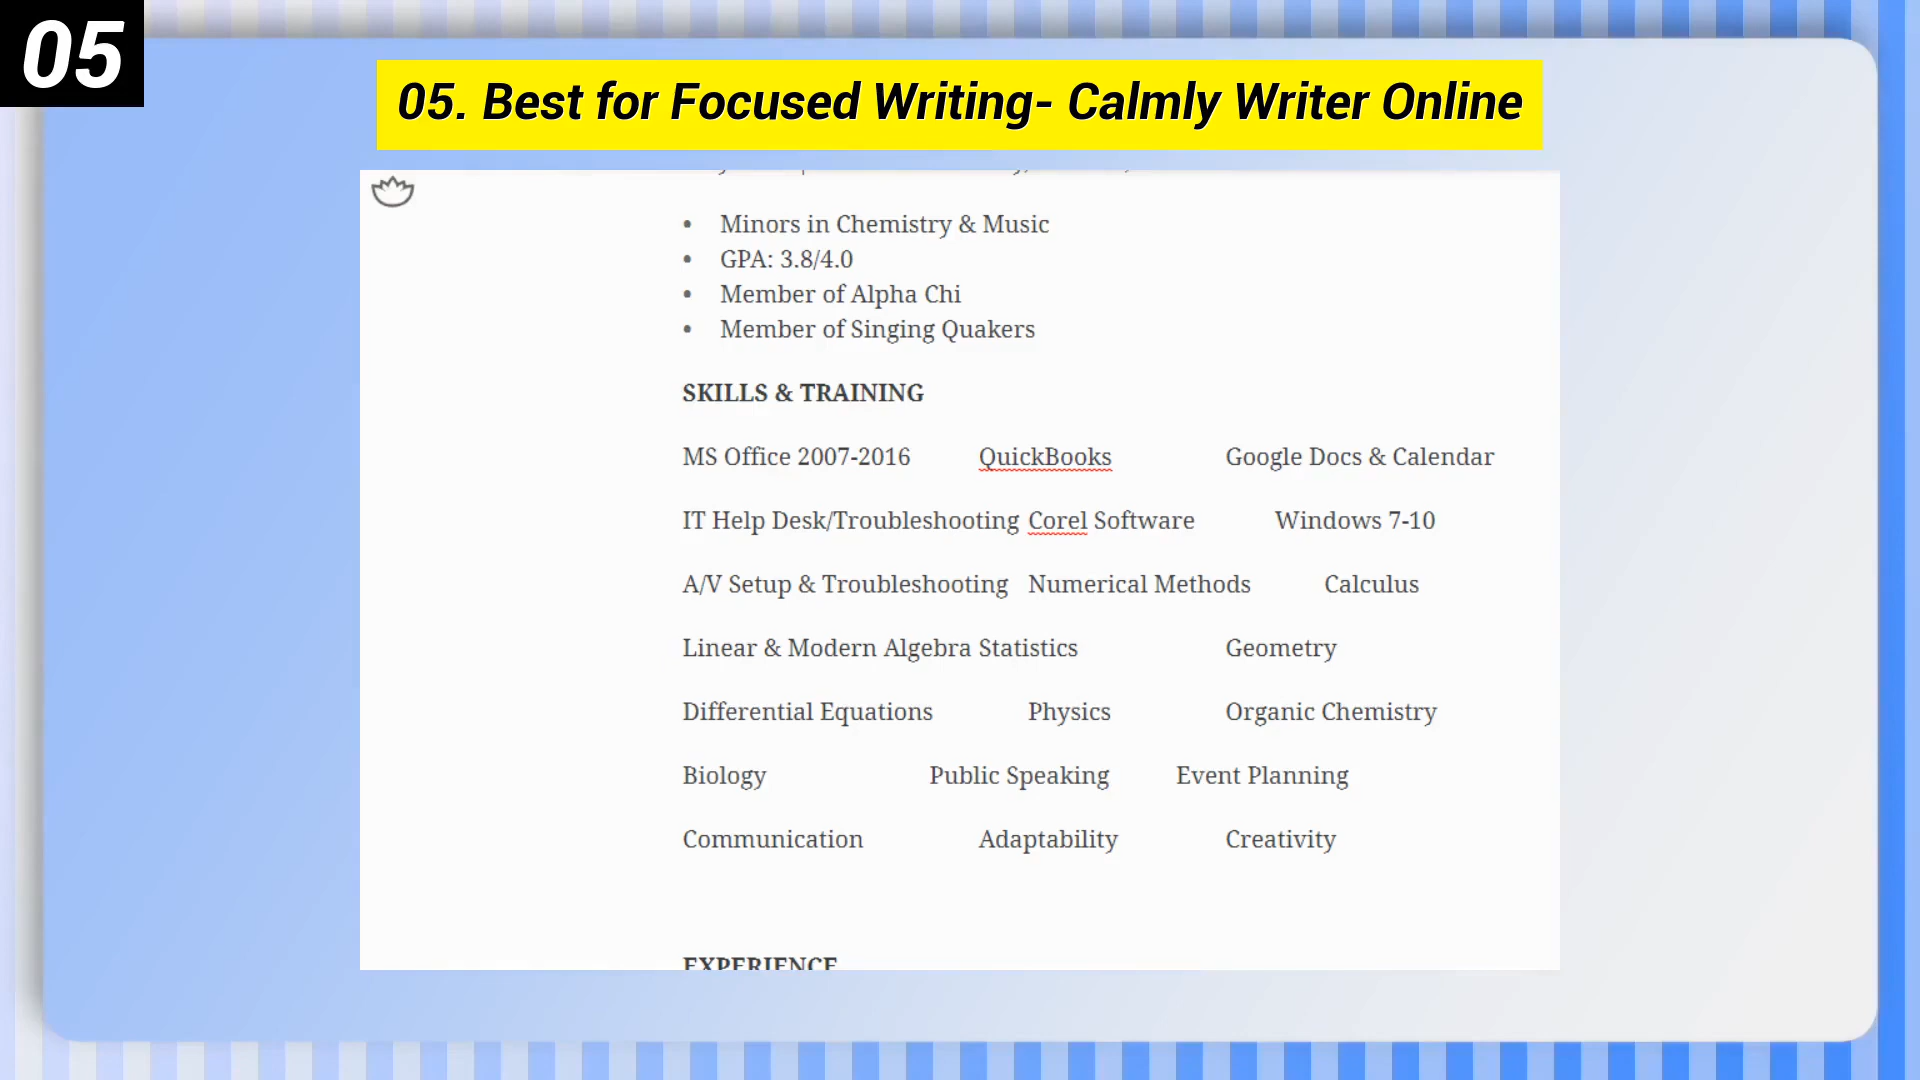 05
05. Best for Focused Writing- Calmly Writer Online
• Minors in Chemistry & Music
• GPA: 3.8/4.0
• Member of Alpha Chi
• Member of Singing Quakers
SKILLS & TRAINING
MS Office 2007-2016 QuickBooks Google Docs & Calendar
IT Help Desk/Troubleshooting Corel Software Windows 7-10
A/V Setup & Troubleshooting Numerical Methods Calculus
Linear & Modern Algebra Statistics Geometry
Differential Equations Physics Organic Chemistry
Biology Public Speaking Event Planning
Communication Adaptability Creativity
EXPERIENCE